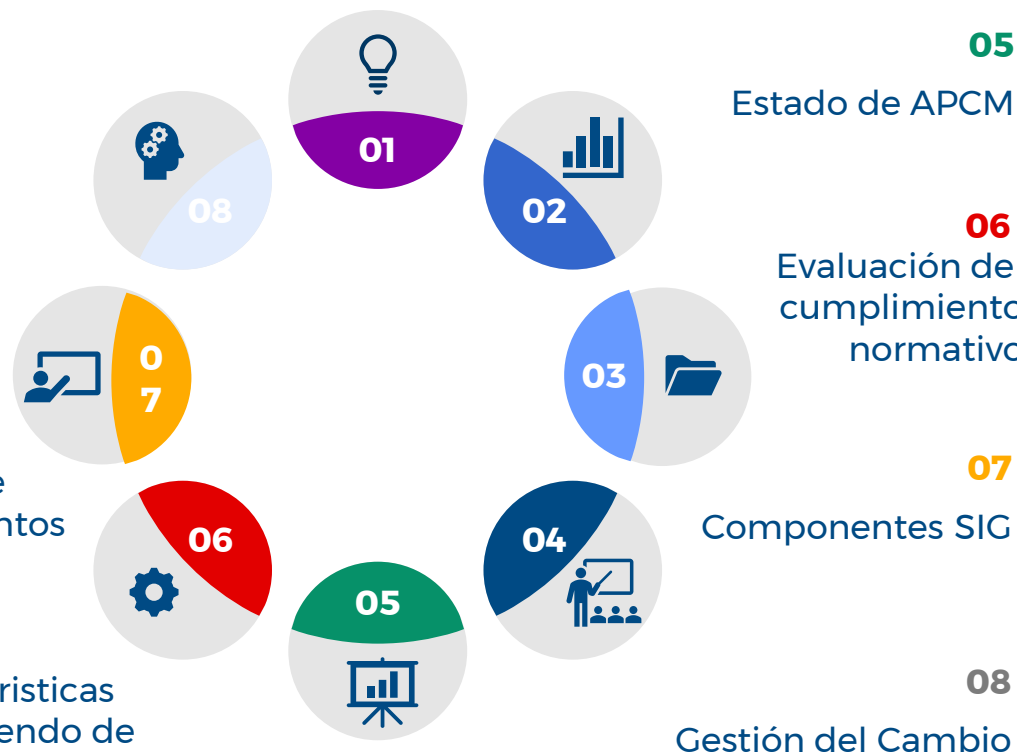 01
02
03
04
05
06
0
7
08
ntos
endo de
05
Estado de APCM
06
Evaluación de
cumplimiento
normativo
07
Componentes SIG
08
Gestión del Cambio